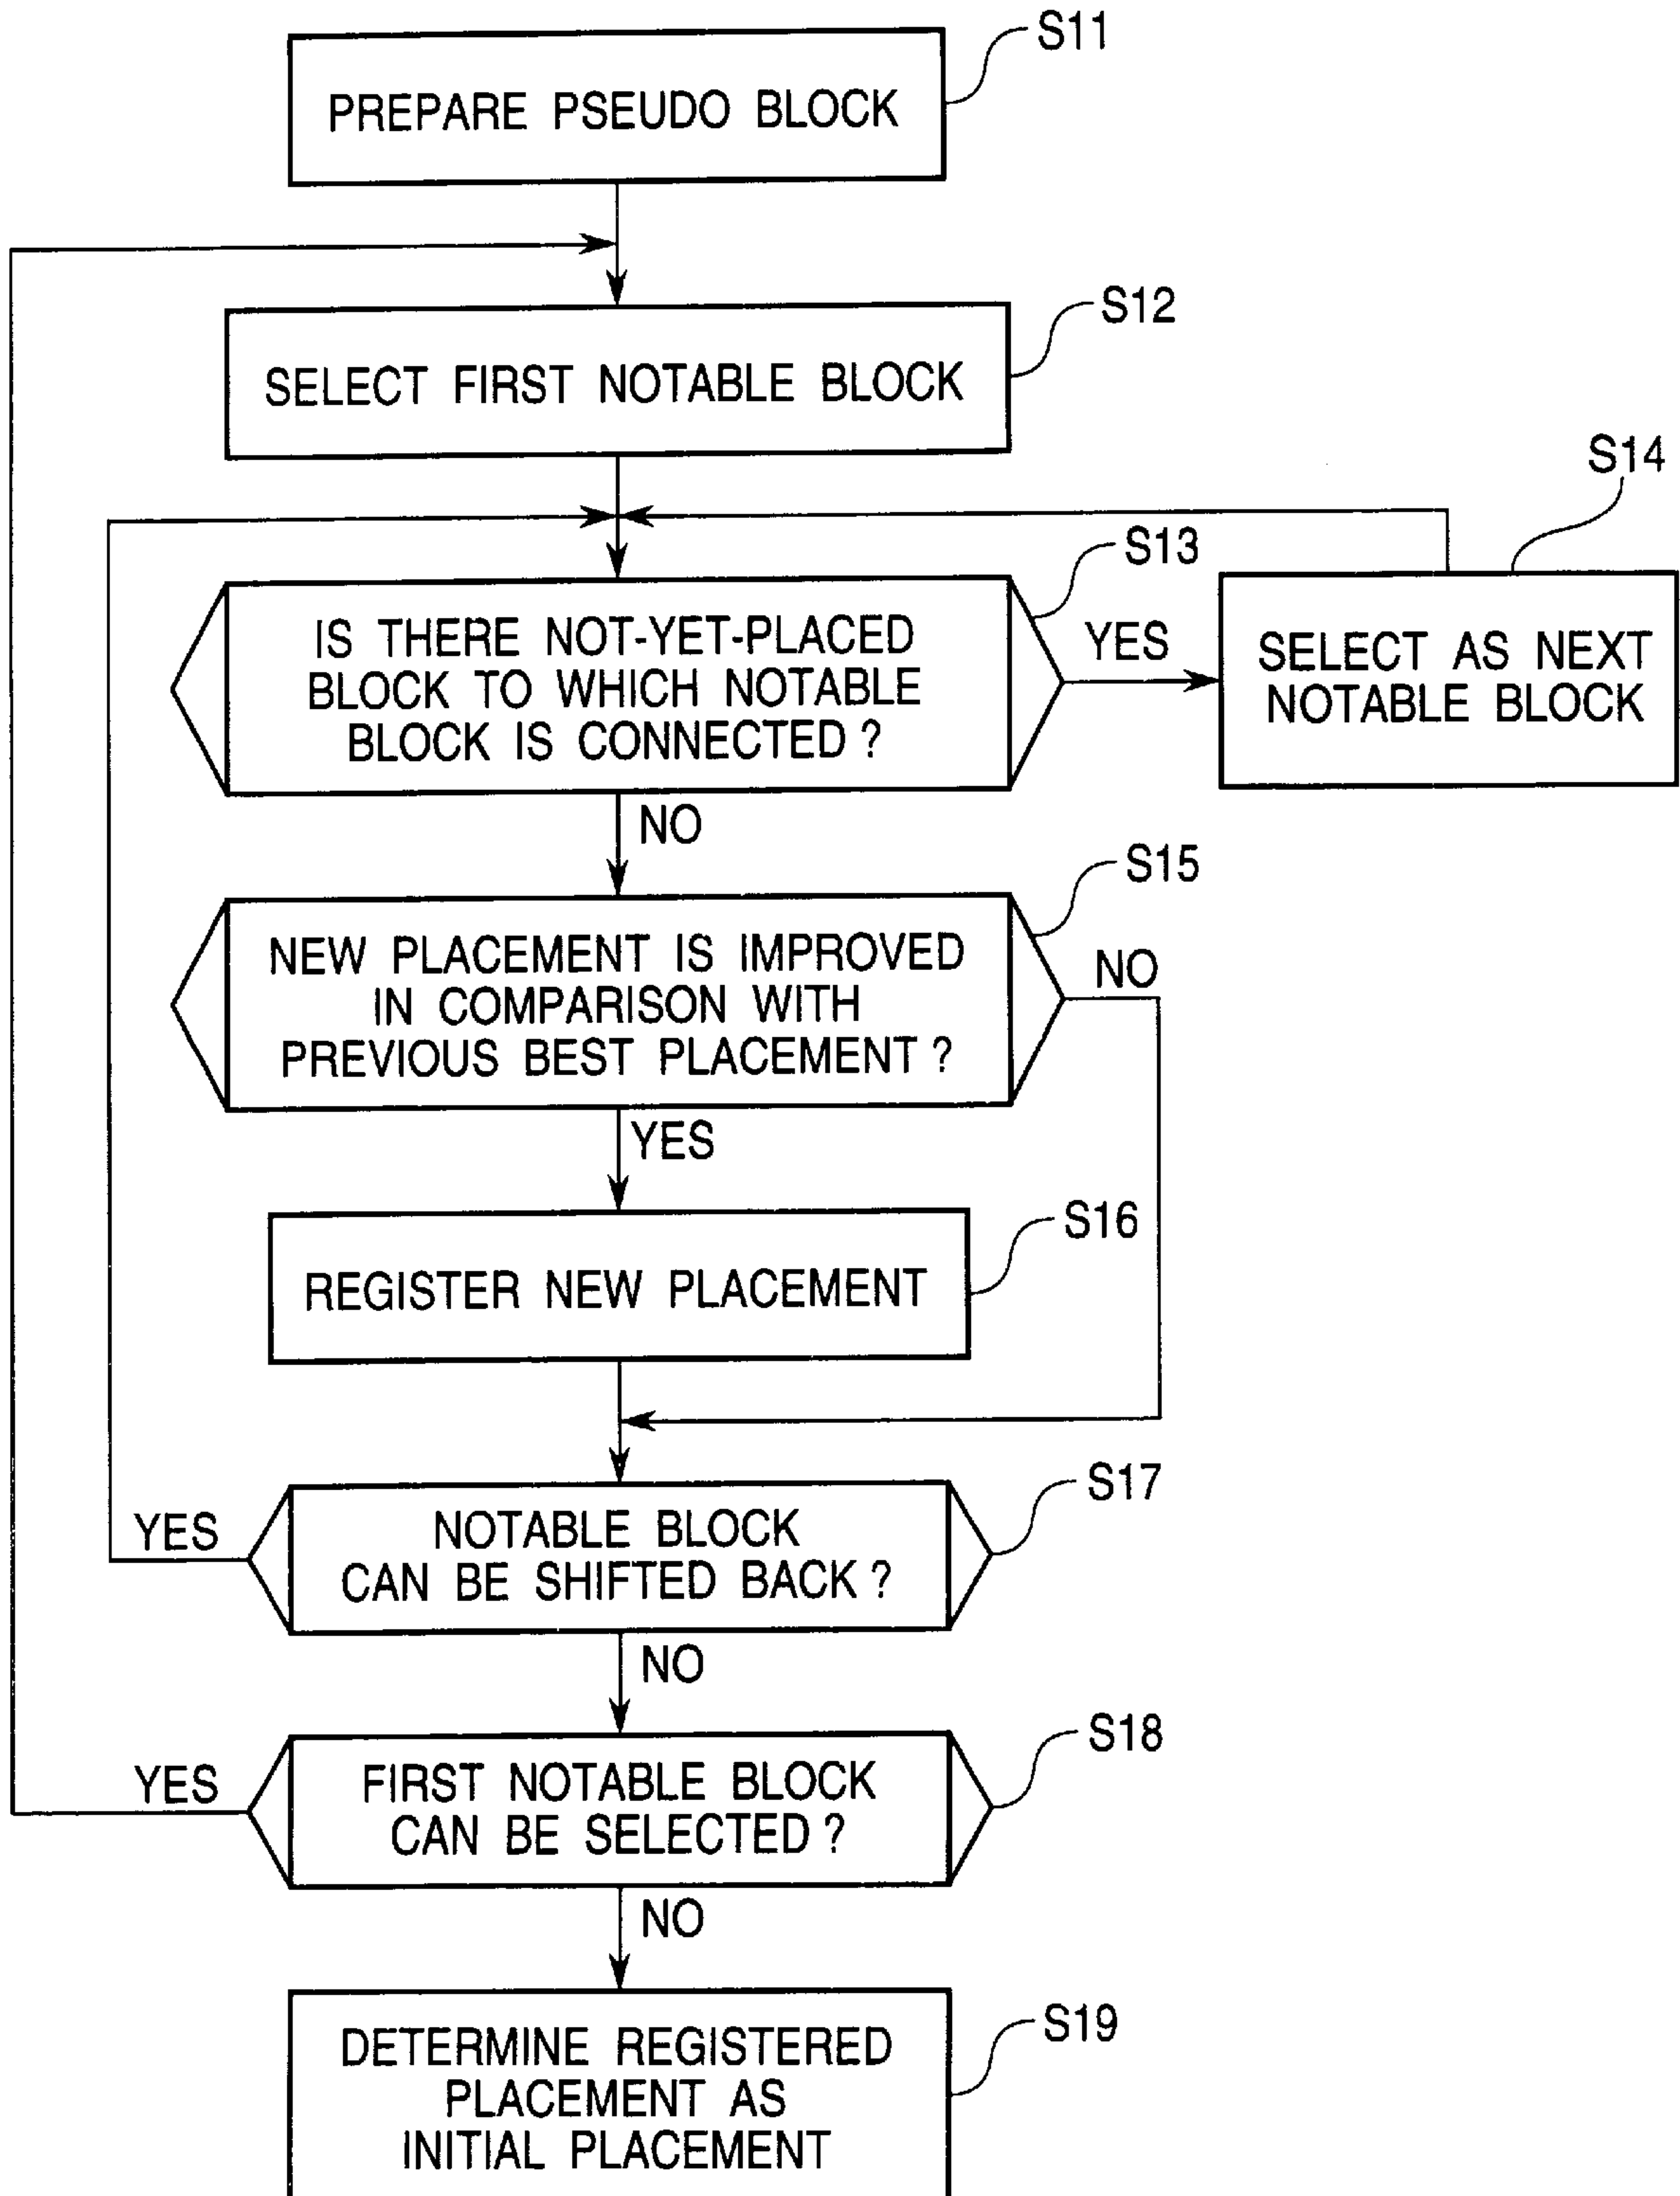 S11
PREPARE PSEUDO BLOCK
S12
SELECT FIRST NOTABLE BLOCK
S14
S13
IS THERE NOT-YET-PLACED
BLOCK TO WHICH NOTABLE
BLOCK IS CONNECTED ?
YES
SELECT AS NEXT
NOTABLE BLOCK
NO
S15
NEW PLACEMENT IS IMPROVED
IN COMPARISON WITH
PREVIOUS BEST PLACEMENT ?
NO
YES
S16
REGISTER NEW PLACEMENT
S17
YES
NOTABLE BLOCK
CAN BE SHIFTED BACK ?
NO
S18
YES
FIRST NOTABLE BLOCK
CAN BE SELECTED ?
NO
S19
DETERMINE REGISTERED
PLACEMENT AS
INITIAL PLACEMENT